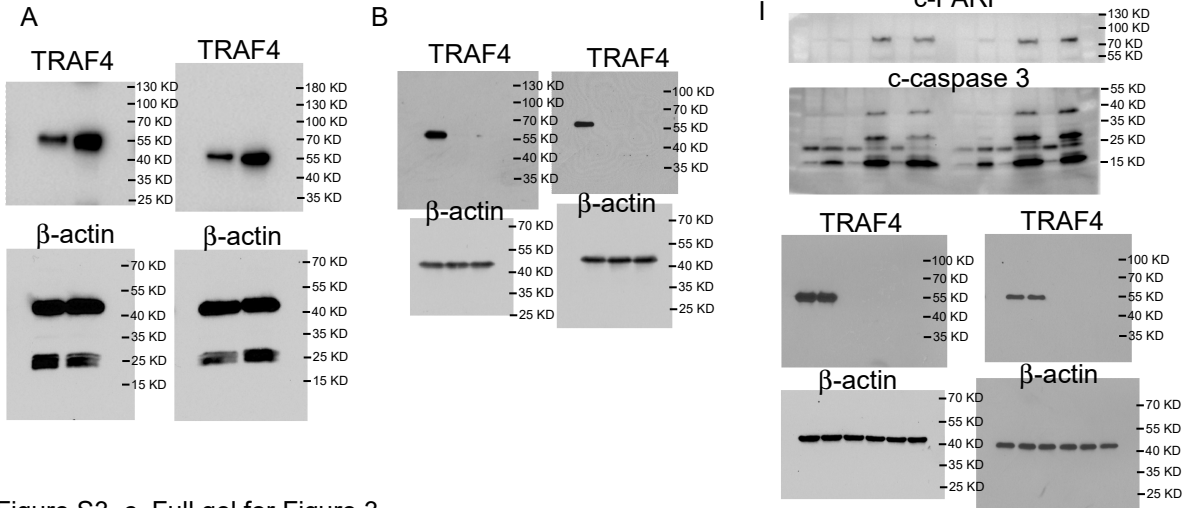 A
TRAF4
130 KD
100 KD
70 KD
55 KD
40 KD
35 KD
25 KD
TRAF4
180 KD
130 KD
100 KD
70 KD
55 KD
40 KD
35 KD
β-actin
70 KD
55 KD
40 KD
35 KD
25 KD
15 KD
β-actin
70 KD
55 KD
40 KD
35 KD
25 KD
15 KD
B
TRAF4
130 KD
100 KD
70 KD
55 KD
40 KD
35 KD
TRAF4
100 KD
70 KD
55 KD
40 KD
35 KD
β-actin
70 KD
55 KD
40 KD
35 KD
25 KD
β-actin
70 KD
55 KD
40 KD
35 KD
25 KD
I
c-PARP
130 KD
100 KD
70 KD
55 KD
c-caspase 3
55 KD
40 KD
35 KD
25 KD
15 KD
TRAF4
100 KD
70 KD
55 KD
40 KD
35 KD
TRAF4
100 KD
70 KD
55 KD
40 KD
35 KD
β-actin
70 KD
55 KD
40 KD
35 KD
25 KD
β-actin
70 KD
55 KD
40 KD
35 KD
25 KD
Figure S3. Full gel for Figure 3